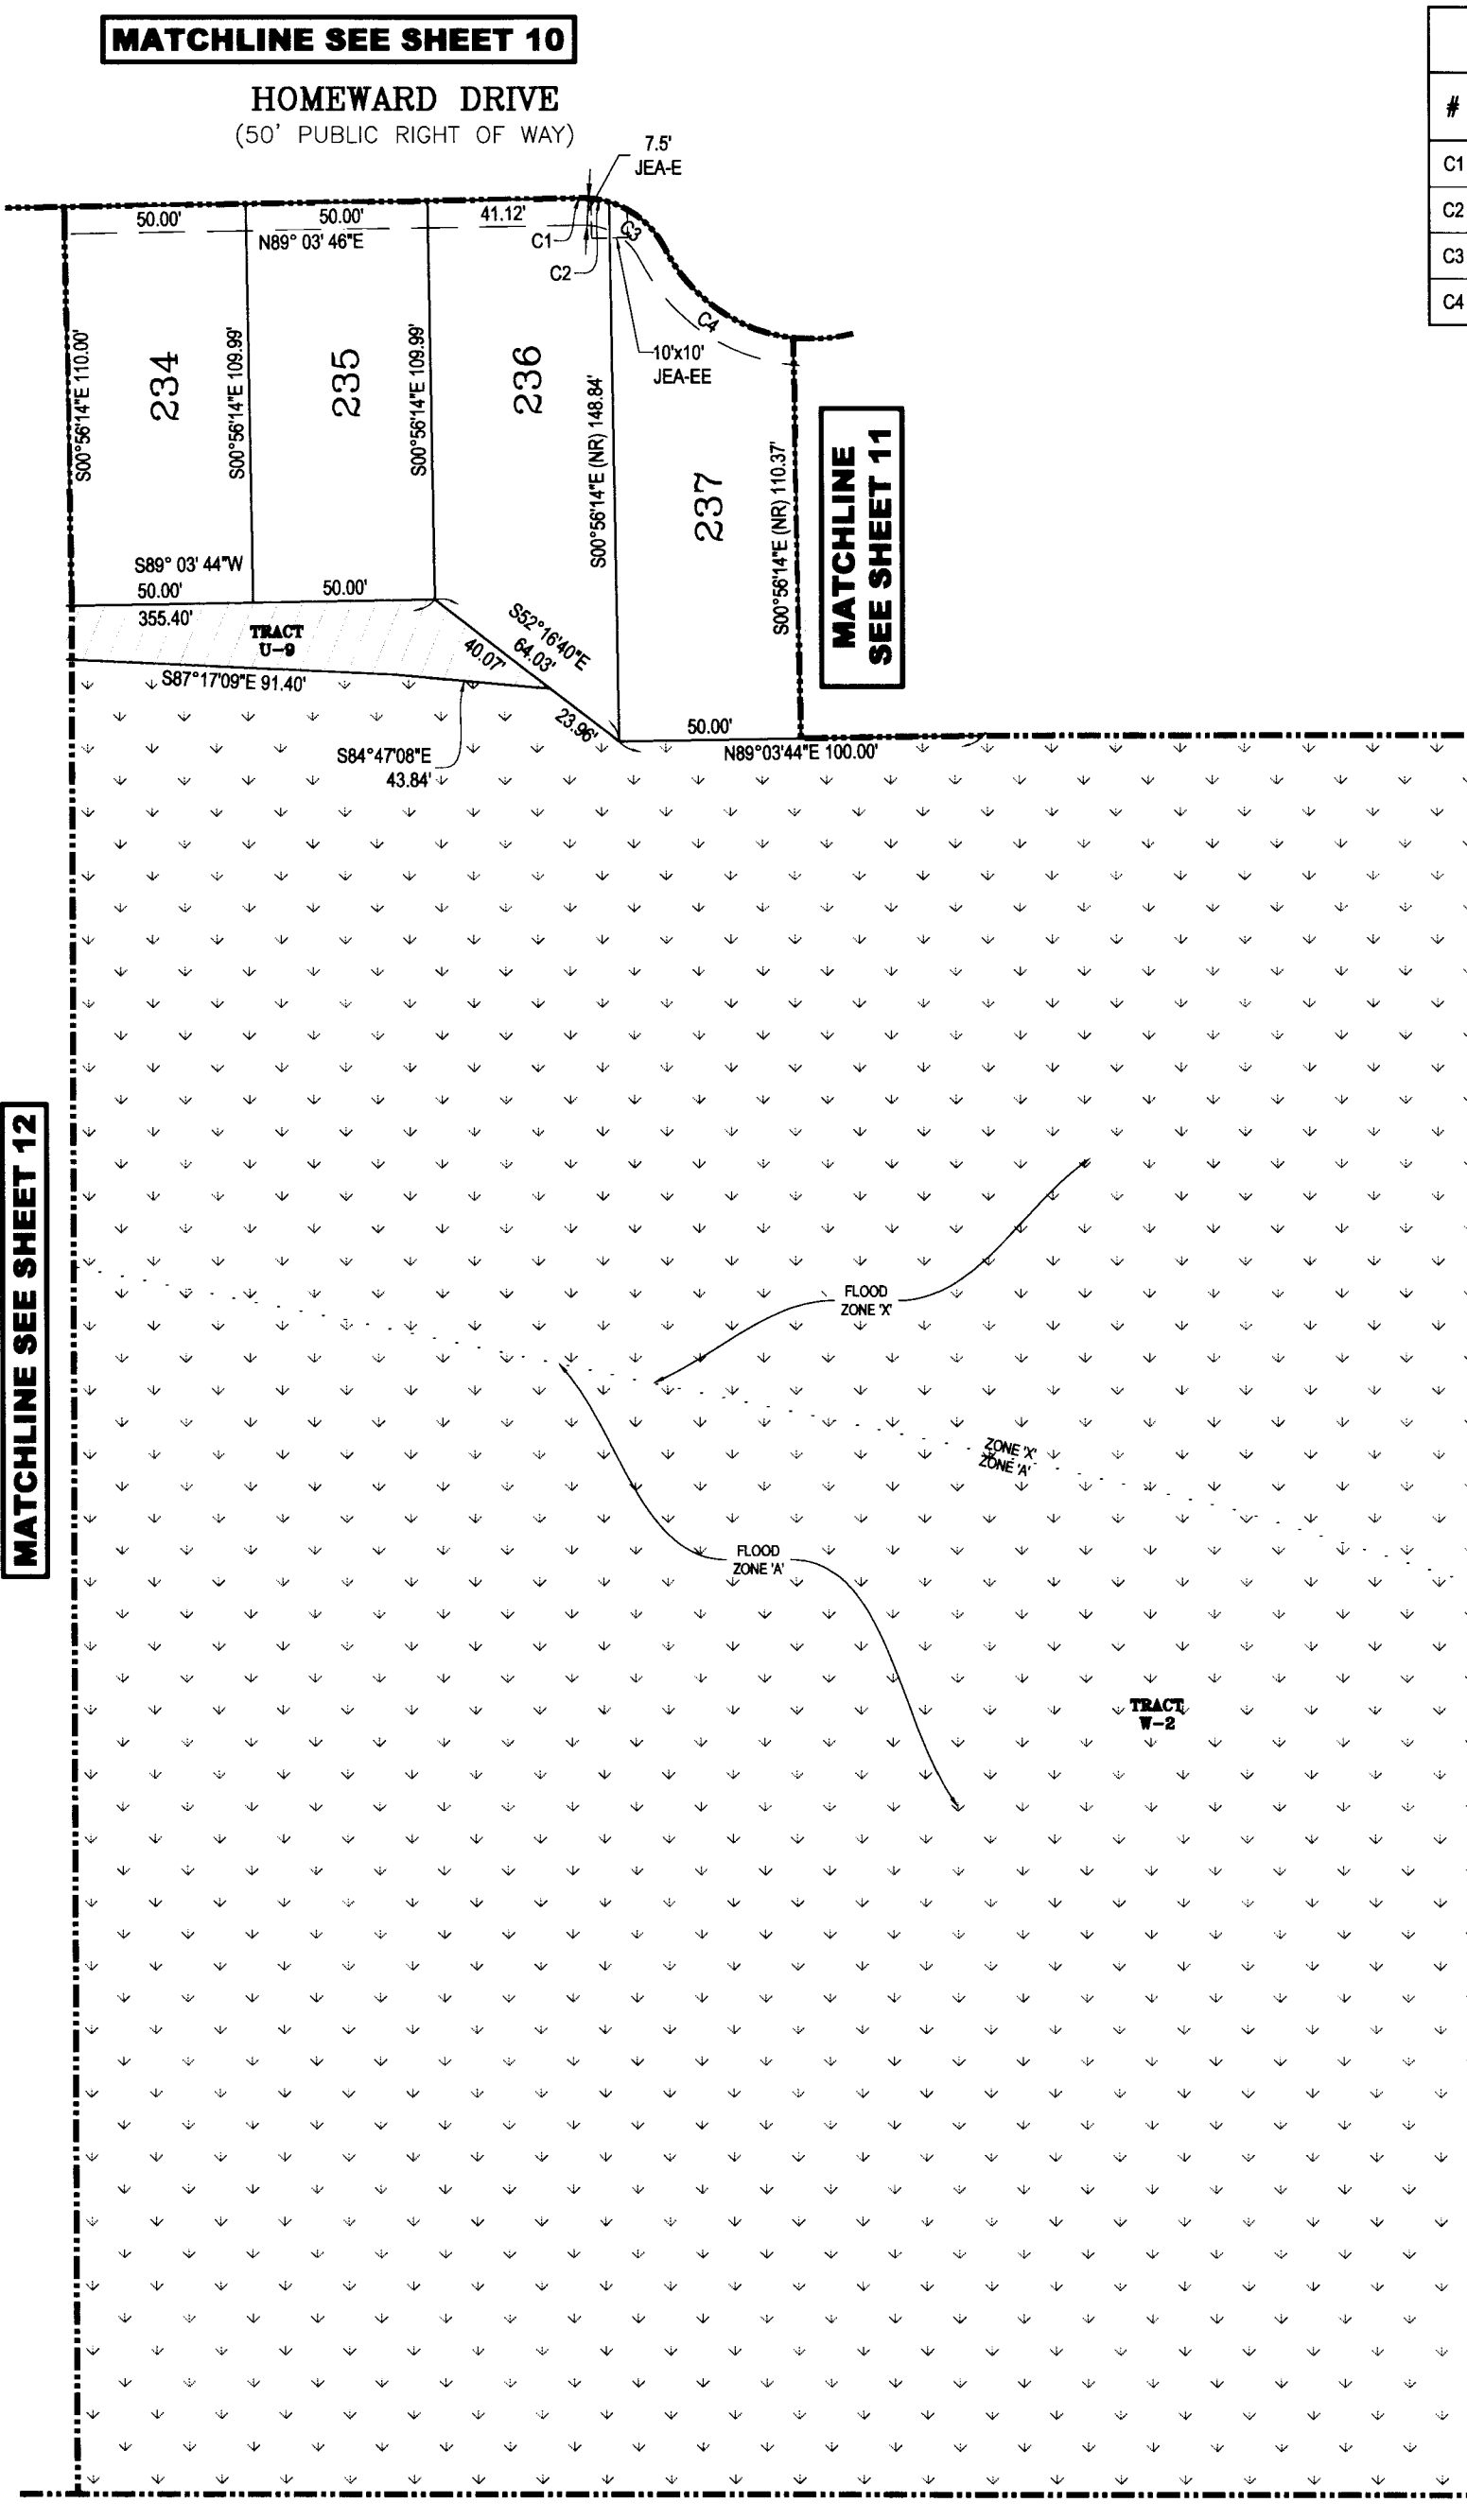 MATCHLINE SEE SHEET 10
HOMEWARD DRIVE
(50' PUBLIC RIGHT OF WAY)
#
C1
C2
C3
C4
7.5'
JEA-E
50.00'
50.00'
41.12'
N89° 03' 46"E
C1
C2
C3
C4
10'x10'
JEA-EE
S00°56'14"E 110.00'
234
S00°56'14"E 109.99'
235
S00°56'14"E 109.99'
236
S00°56'14"E (NR) 148.84'
237
S00°56'14"E (NR) 110.37'
MATCHLINE
SEE SHEET 11
S89° 03' 44"W
50.00'
50.00'
355.40'
TRACT
U-9
S52°16'40"E
64.03'
40.07'
23.96'
S87°17'09"E 91.40'
S84°47'08"E
43.84'
50.00'
N89°03'44"E 100.00'
MATCHLINE SEE SHEET 12
FLOOD
ZONE 'X'
ZONE 'X'
ZONE 'A'
FLOOD
ZONE 'A'
TRACT
W-2